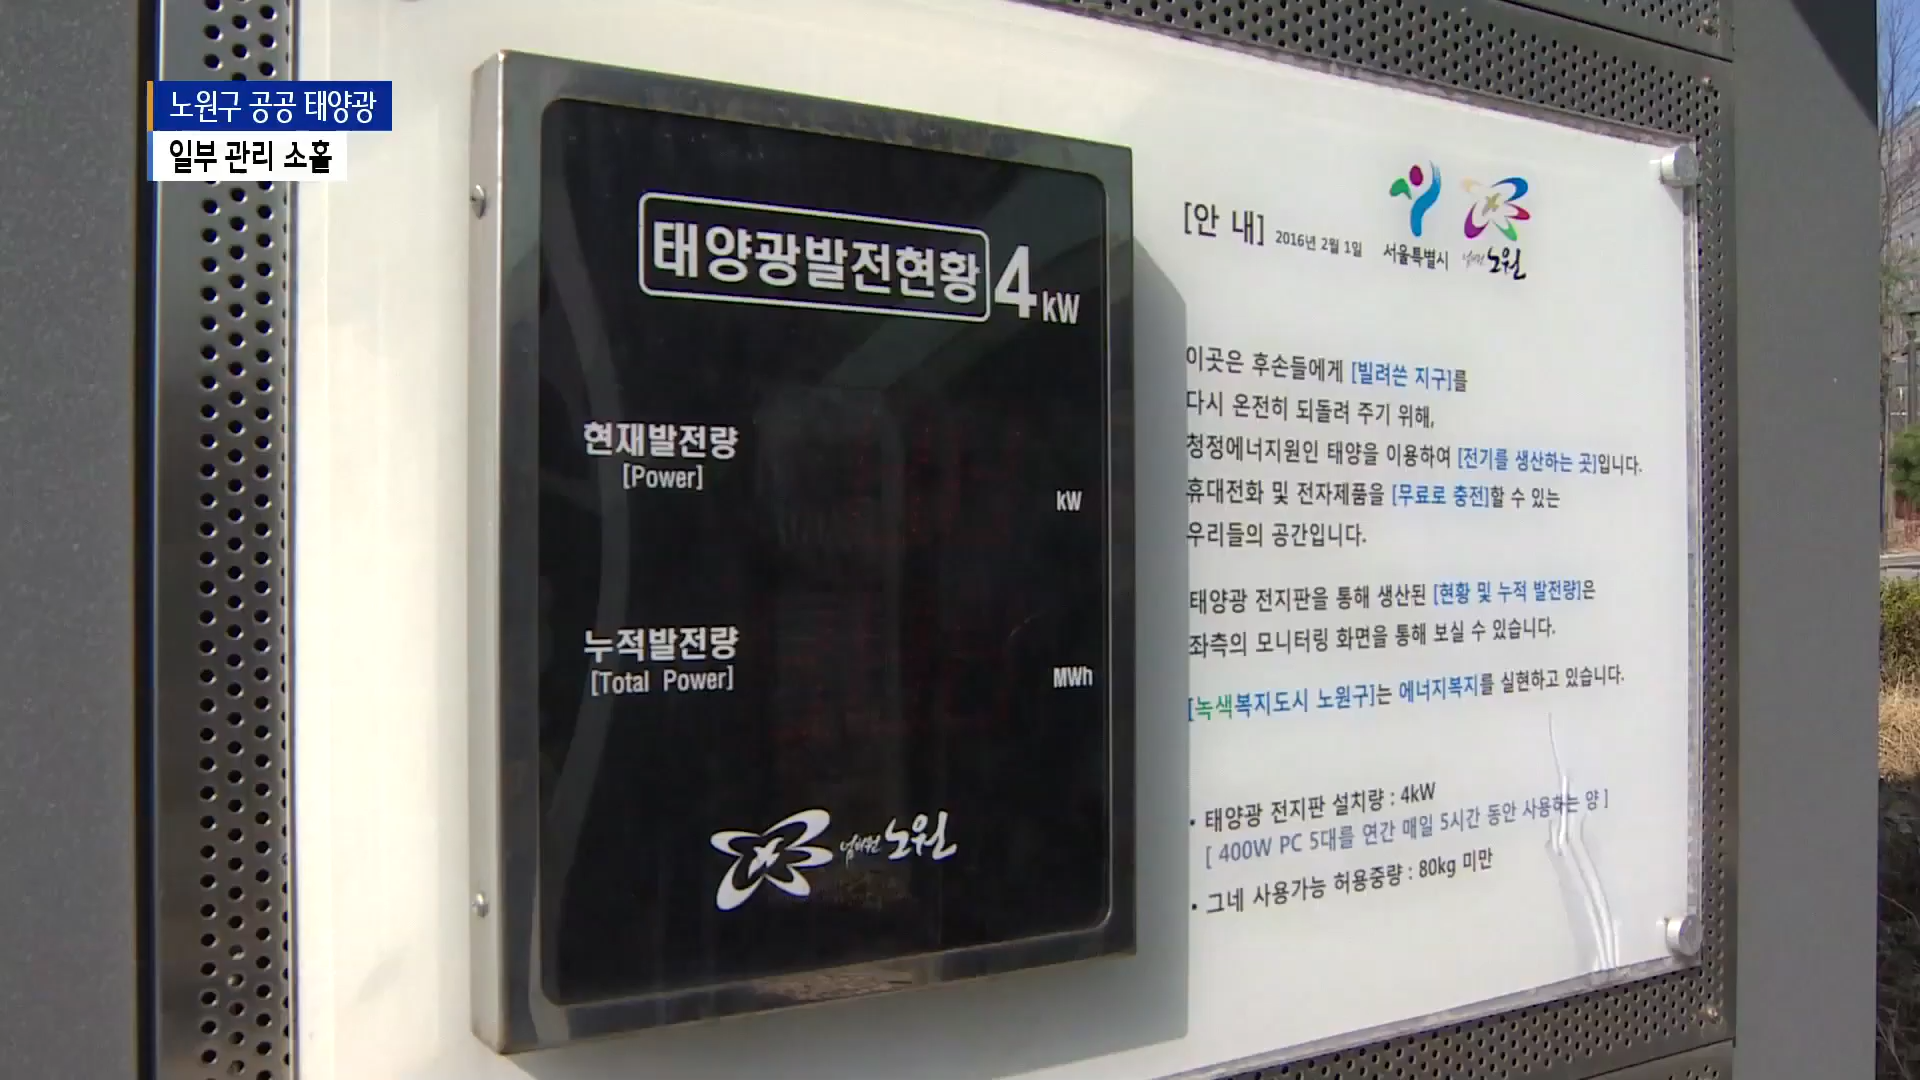 노원구 공공 태양광
일부 관리 소홀
태양광발전현황 4kW
현재발전량
[Power]
kW
누적발전량
[Total Power]
MWh
넘버원 노원
[안 내] 2016년 2월 1일
서울특별시
넘버원 노원
이곳은 후손들에게 [빌려쓴 지구]를
다시 온전히 되돌려 주기 위해,
청정에너지원인 태양을 이용하여 [전기를 생산하는 곳]입니다.
휴대전화 및 전자제품을 [무료로 충전]할 수 있는
우리들의 공간입니다.
태양광 전지판을 통해 생산된 [현황 및 누적 발전량]은
좌측의 모니터링 화면을 통해 보실 수 있습니다.
[녹색복지도시 노원구]는 에너지복지를 실현하고 있습니다.
• 태양광 전지판 설치량 : 4kW
[ 400W PC 5대를 연간 매일 5시간 동안 사용하는 양 ]
• 그네 사용가능 허용중량 : 80kg 미만